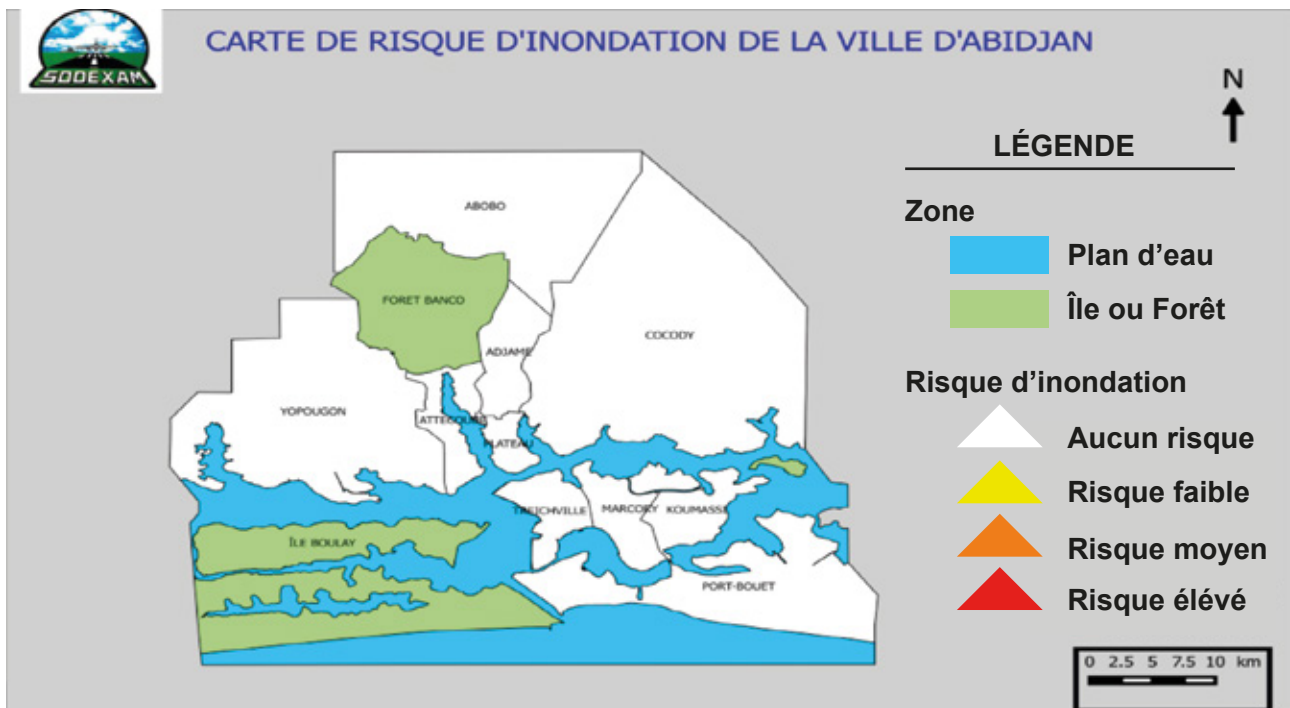 SODEXAM
CARTE DE RISQUE D'INONDATION DE LA VILLE D'ABIDJAN
N
LÉGENDE
Zone
Plan d'eau
Île ou Forêt
Risque d'inondation
Aucun risque
Risque faible
Risque moyen
Risque élévé
ABOBO
FORET BANCO
ADJAME
COCODY
YOPOUGON
ATTECOUBE
PLATEAU
TREICHVILLE
MARCORY
KOUMASSI
ÎLE BOULAY
PORT-BOUET
0 2.5 5 7.5 10 km